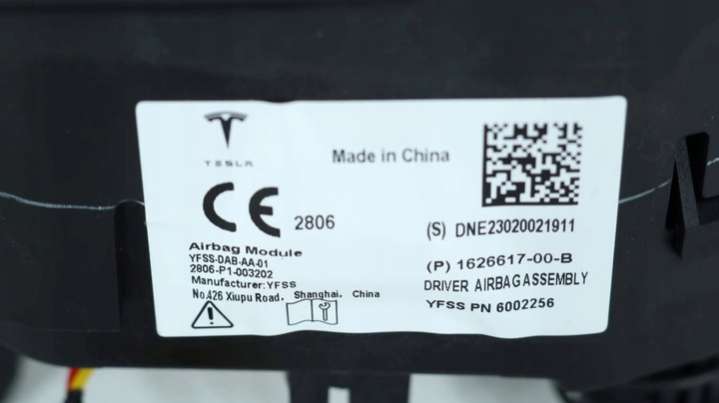 TESLA
Made in China
CE 2806
Airbag Module
YFSS-DAB-AA-01
2806-P1-003202
Manufacturer:YFSS
No.426 Xiupu Road, Shanghai, China
(S) DNE23020021911
(P) 1626617-00-B
DRIVER AIRBAG ASSEMBLY
YFSS PN 6002256